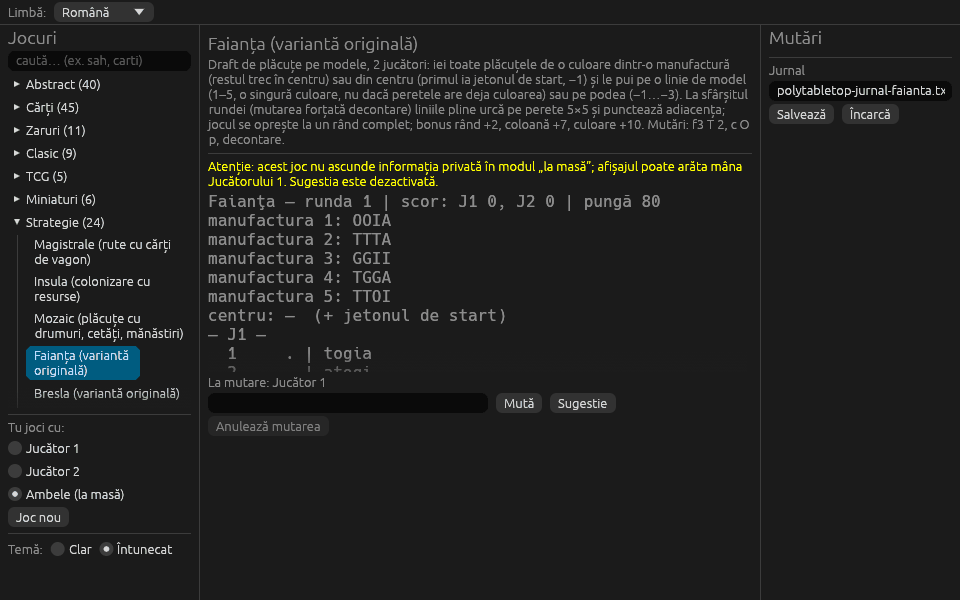 Limbă: Română
Jocuri
caută... (ex. sah, carti)
Abstract (40)
Cărți (45)
Zaruri (11)
Clasic (9)
TCG (5)
Miniaturi (6)
Strategie (24)
Magistrale (rute cu cărți
de vagon)
Insula (colonizare cu
resurse)
Mozaic (plăcuțe cu
drumuri, cetăți, mănăstiri)
Faianța (variantă
originală)
Bresla (variantă originală)
Tu joci cu:
Jucător 1
Jucător 2
Ambele (la masă)
Joc nou
Temă: Clar Întunecat
Faianța (variantă originală)
Draft de plăcuțe pe modele, 2 jucători: iei toate plăcuțele de o culoare dintr-o manufactură
(restul trec în centru) sau din centru (primul ia jetonul de start, −1) și le pui pe o linie de model
(1–5, o singură culoare, nu dacă peretele are deja culoarea) sau pe podea (−1…−3). La sfârșitul
rundei (mutarea forțată decontare) liniile pline urcă pe perete 5×5 și punctează adiacența;
jocul se oprește la un rând complet; bonus rând +2, coloană +7, culoare +10. Mutări: f3 T 2, c O
p, decontare.
Atenție: acest joc nu ascunde informația privată în modul „la masă”; afișajul poate arăta mâna
Jucătorului 1. Sugestia este dezactivată.
Faianța — runda 1 | scor: J1 0, J2 0 | pungă 80
manufactura 1: OOIA
manufactura 2: TTTA
manufactura 3: GGII
manufactura 4: TGGA
manufactura 5: TTOI
centru: — (+ jetonul de start)
— J1 —
1 . | togia
La mutare: Jucător 1
Mută Sugestie
Anulează mutarea
Mutări
Jurnal
polytabletop-jurnal-faianta.tx
Salvează Încarcă